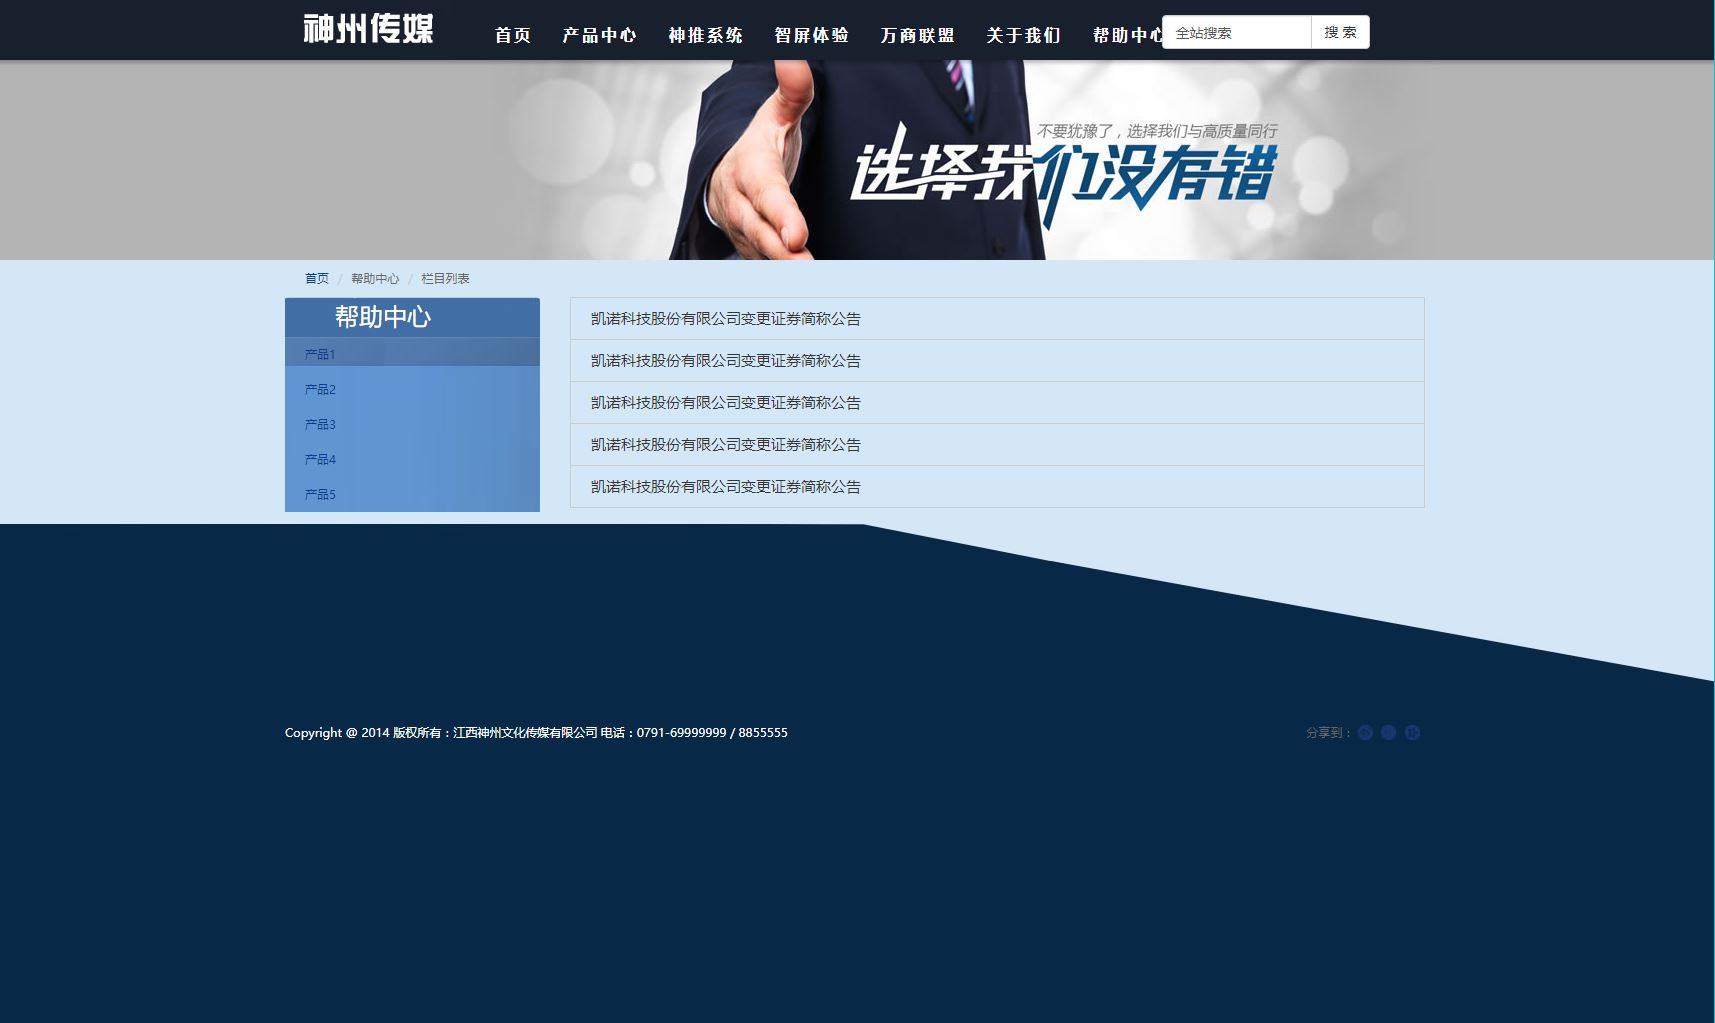 神州传媒
首页 产品中心 神推系统 智屏体验 万商联盟 关于我们 帮助中心
全站搜索 搜 索
不要犹豫了，选择我们与高质量同行
选择我们没有错
首页 / 帮助中心 / 栏目列表
帮助中心
产品1
产品2
产品3
产品4
产品5
凯诺科技股份有限公司变更证券简称公告
凯诺科技股份有限公司变更证券简称公告
凯诺科技股份有限公司变更证券简称公告
凯诺科技股份有限公司变更证券简称公告
凯诺科技股份有限公司变更证券简称公告
Copyright @ 2014 版权所有：江西神州文化传媒有限公司 电话：0791-69999999 / 8855555
分享到：